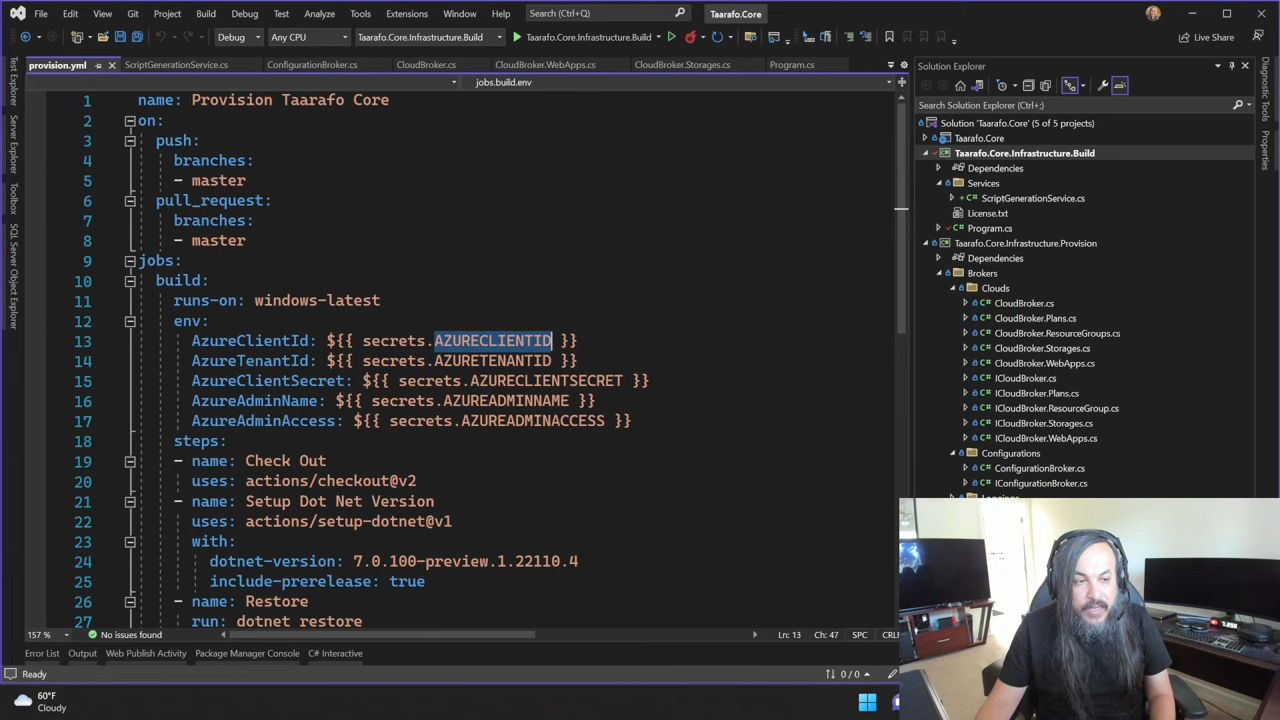 File Edit View Git Project Build Debug Test Analyze Tools Extensions Window Help Search (Ctrl+Q) Taarafo.Core
Debug Any CPU Taarafo.Core.Infrastructure.Build Taarafo.Core.Infrastructure.Build Live Share
provision.yml ScriptGenerationService.cs ConfigurationBroker.cs CloudBroker.cs CloudBroker.WebApps.cs CloudBroker.Storages.cs Program.cs
jobs.build.env
Test Explorer
Server Explorer
Toolbox
SQL Server Object Explorer
1 name: Provision Taarafo Core
2 on:
3 push:
4 branches:
5 - master
6 pull_request:
7 branches:
8 - master
9 jobs:
10 build:
11 runs-on: windows-latest
12 env:
13 AzureClientId: ${{ secrets.AZURECLIENTID }}
14 AzureTenantId: ${{ secrets.AZURETENANTID }}
15 AzureClientSecret: ${{ secrets.AZURECLIENTSECRET }}
16 AzureAdminName: ${{ secrets.AZUREADMINNAME }}
17 AzureAdminAccess: ${{ secrets.AZUREADMINACCESS }}
18 steps:
19 - name: Check Out
20 uses: actions/checkout@v2
21 - name: Setup Dot Net Version
22 uses: actions/setup-dotnet@v1
23 with:
24 dotnet-version: 7.0.100-preview.1.22110.4
25 include-prerelease: true
26 - name: Restore
27 run: dotnet restore
157 % No issues found Ln: 13 Ch: 47 SPC CRLF
Error List Output Web Publish Activity Package Manager Console C# Interactive
Ready 0 / 0
Solution Explorer
Search Solution Explorer (Ctrl+;)
Solution 'Taarafo.Core' (5 of 5 projects)
Taarafo.Core
Taarafo.Core.Infrastructure.Build
Dependencies
Services
ScriptGenerationService.cs
License.txt
Program.cs
Taarafo.Core.Infrastructure.Provision
Dependencies
Brokers
Clouds
CloudBroker.cs
CloudBroker.Plans.cs
CloudBroker.ResourceGroups.cs
CloudBroker.Storages.cs
CloudBroker.WebApps.cs
ICloudBroker.cs
ICloudBroker.Plans.cs
ICloudBroker.ResourceGroup.cs
ICloudBroker.Storages.cs
ICloudBroker.WebApps.cs
Configurations
ConfigurationBroker.cs
IConfigurationBroker.cs
Diagnostic Tools
Properties
60°F
Cloudy